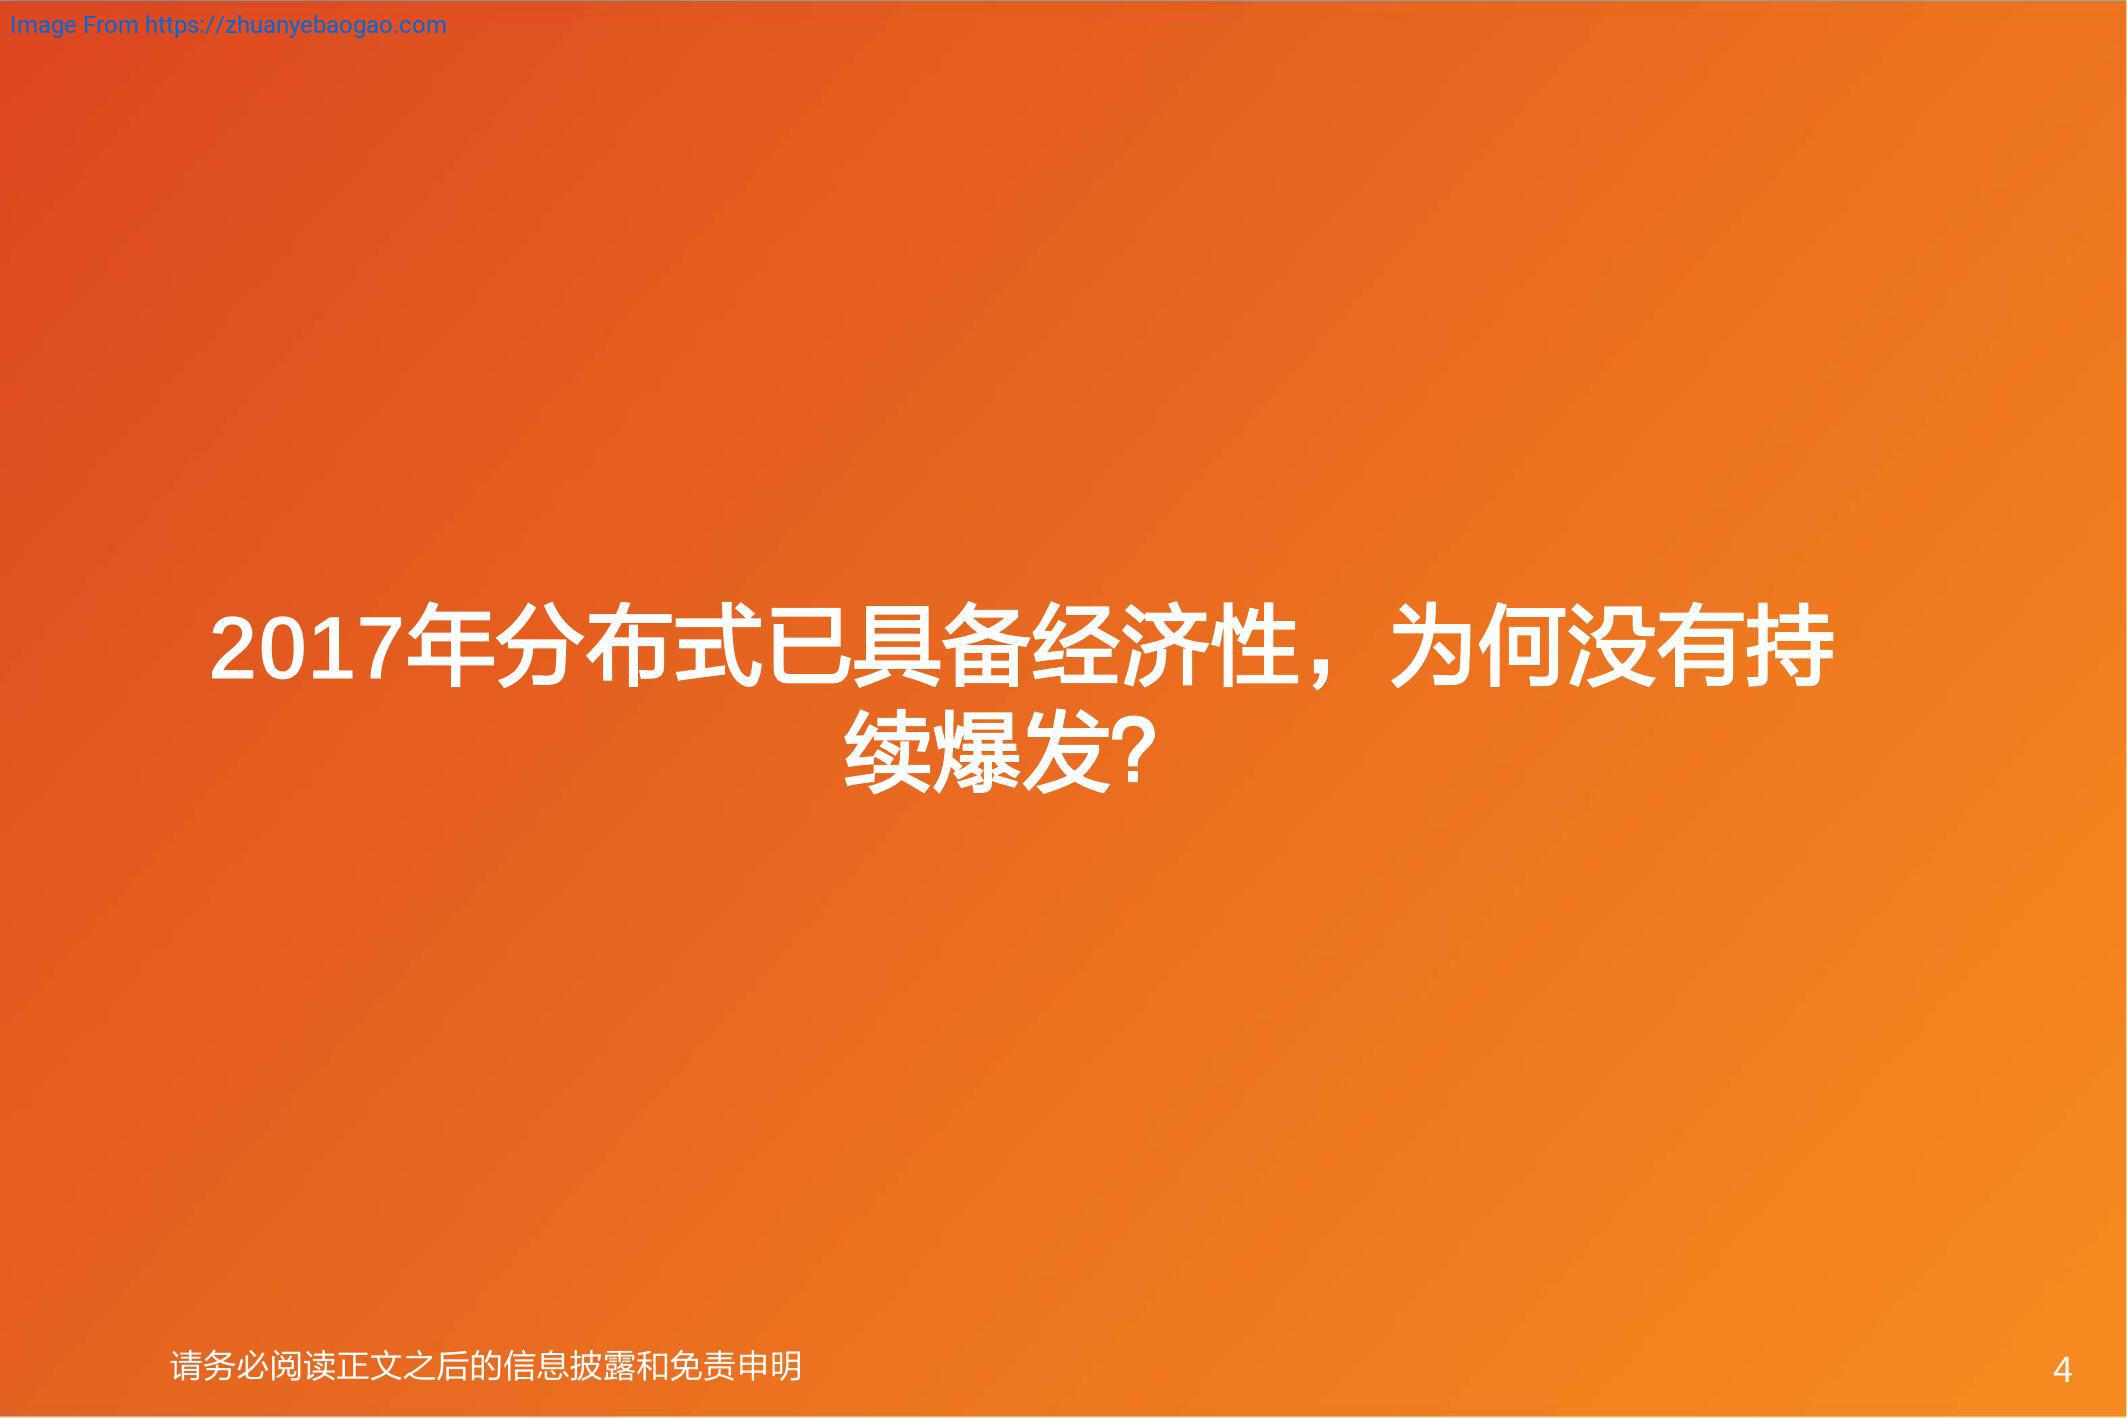 Image From https://zhuanyebaogao.com
2017年分布式已具备经济性，为何没有持
续爆发？
请务必阅读正文之后的信息披露和免责申明
4